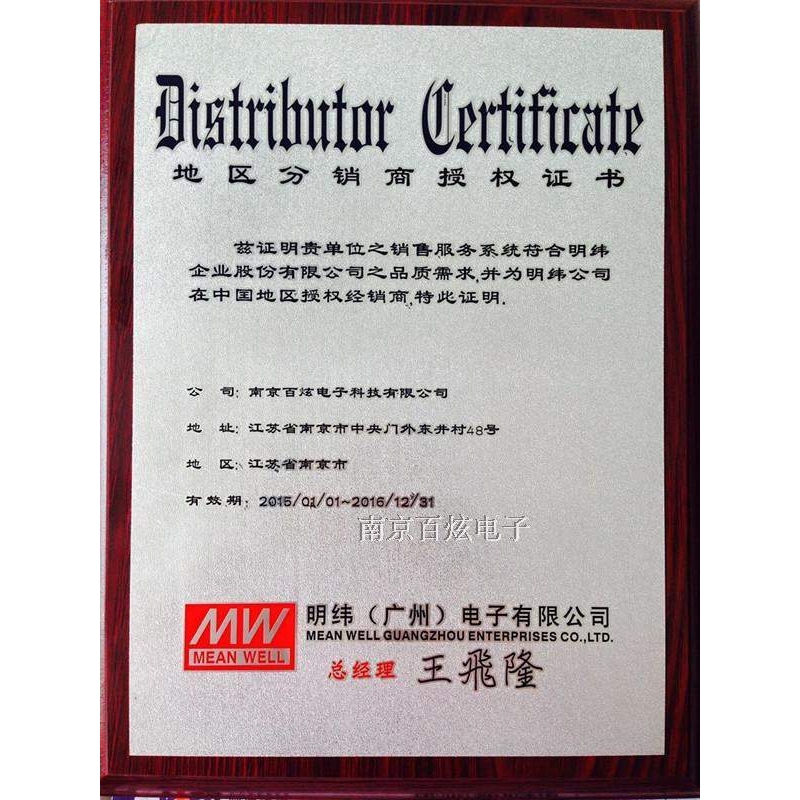 Distributor Certificate
地区分销商授权证书
兹证明贵单位之销售服务系统符合明纬
企业股份有限公司之品质需求,并为明纬公司
在中国地区授权经销商,特此证明.
公 司: 南京百炫电子科技有限公司
地 址: 江苏省南京市中央门外东井村48号
地 区: 江苏省南京市
有效期: 2015/01/01~2016/12/31
南京百炫电子
MW 明纬（广州）电子有限公司
MEAN WELL MEAN WELL GUANGZHOU ENTERPRISES CO.,LTD.
总经理 王飛隆